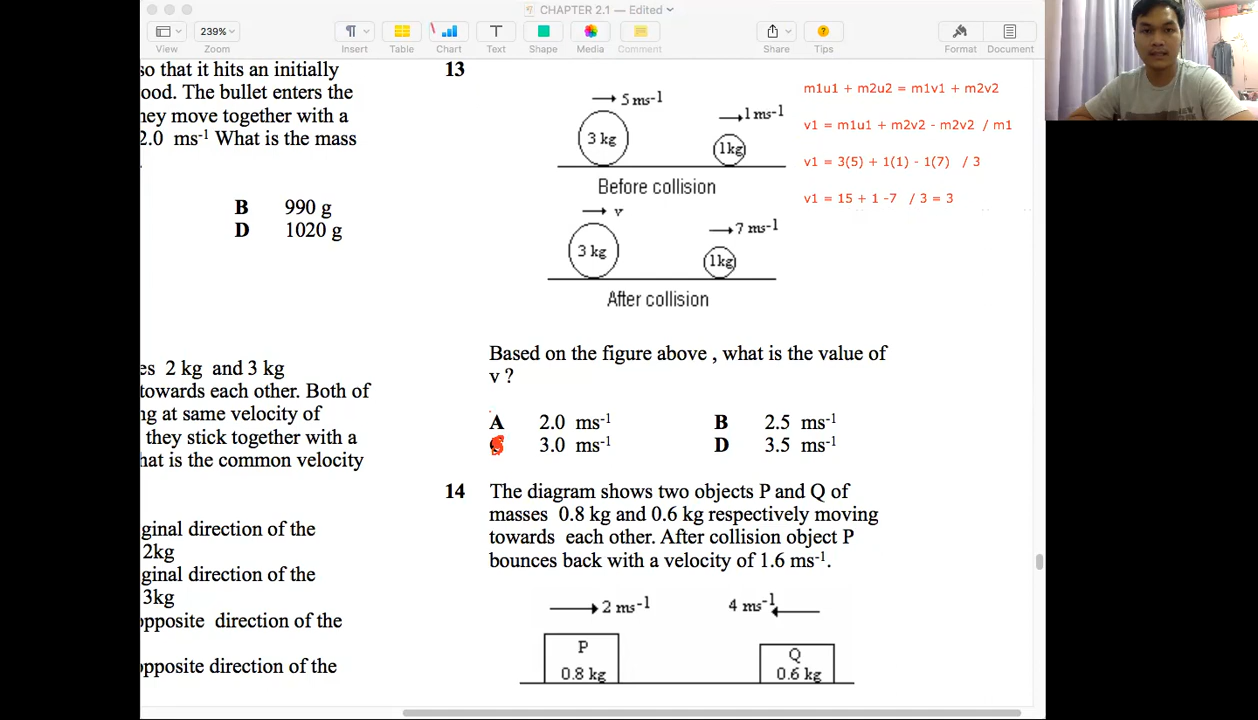 CHAPTER 2.1 — Edited
239%
View
Zoom
Insert
Table
Chart
Text
Shape
Media
Comment
Share
Tips
Format
Document
so that it hits an initially
ood. The bullet enters the
hey move together with a
2.0 ms-1 What is the mass
B 990 g
D 1020 g
es 2 kg and 3 kg
towards each other. Both of
ng at same velocity of
they stick together with a
hat is the common velocity
ginal direction of the
2kg
ginal direction of the
3kg
opposite direction of the
opposite direction of the
13
5 ms-1
1 ms-1
3 kg
1kg
Before collision
v
7 ms-1
3 kg
1kg
After collision
m1u1 + m2u2 = m1v1 + m2v2
v1 = m1u1 + m2v2 - m2v2 / m1
v1 = 3(5) + 1(1) - 1(7) / 3
v1 = 15 + 1 -7 / 3 = 3
Based on the figure above , what is the value of
v ?
A 2.0 ms-1 B 2.5 ms-1
3.0 ms-1 D 3.5 ms-1
14 The diagram shows two objects P and Q of
masses 0.8 kg and 0.6 kg respectively moving
towards each other. After collision object P
bounces back with a velocity of 1.6 ms-1.
2 ms-1
4 ms-1
P
0.8 kg
Q
0.6 kg